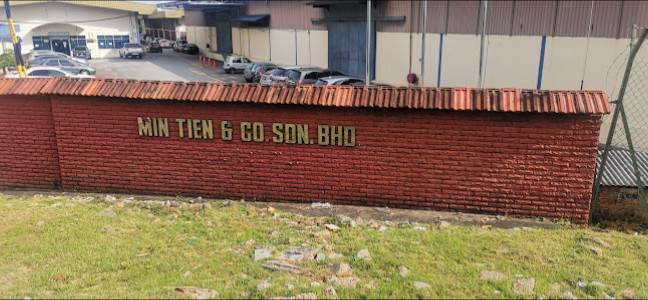 MIN TIEN & CO. SDN. BHD